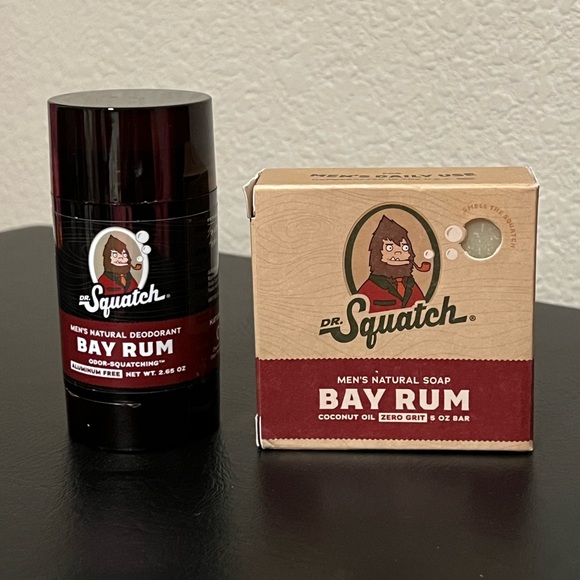 DR.
Squatch®
MEN'S NATURAL DEODORANT
BAY RUM
ODOR-SQUATCHING™
ALUMINUM FREE NET WT. 2.65 OZ
MEN'S DAILY USE
SMELL THE SQUATCH
DR.
Squatch®
MEN'S NATURAL SOAP
BAY RUM
COCONUT OIL ZERO GRIT 5 OZ BAR